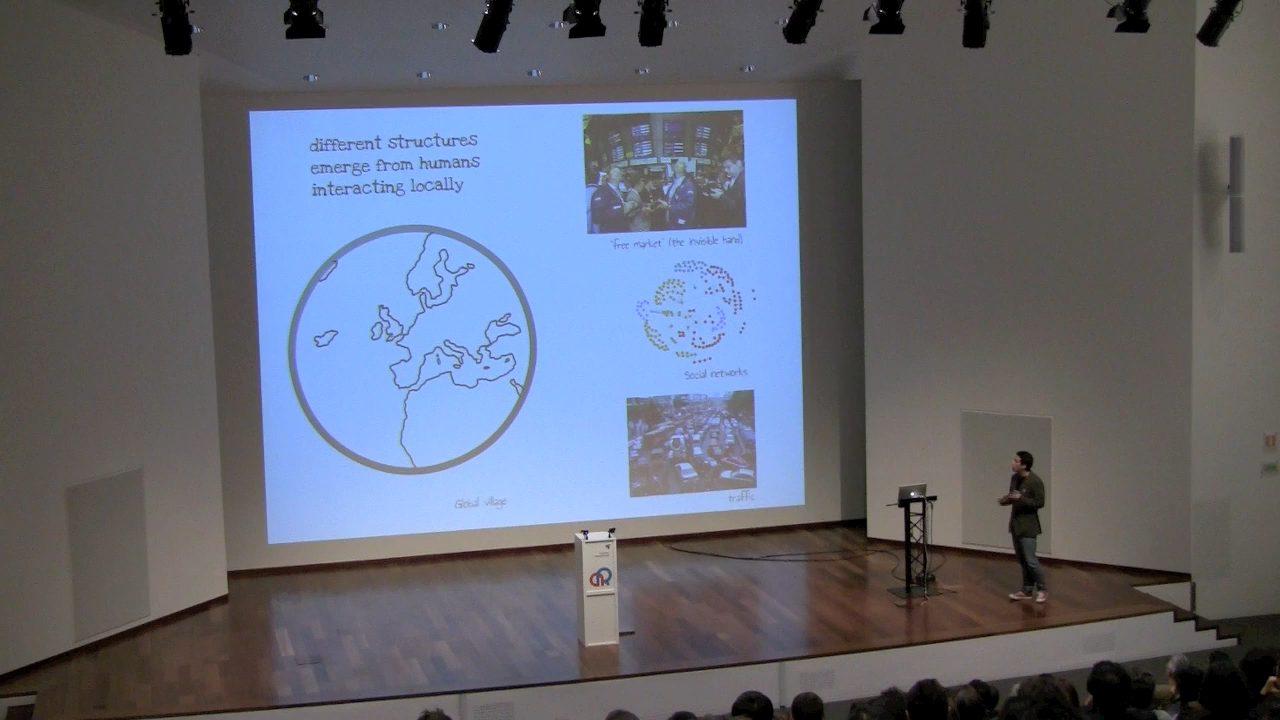 different structures
emerge from humans
interacting locally
"free market" (the invisible hand)
Social networks
Global village
traffic